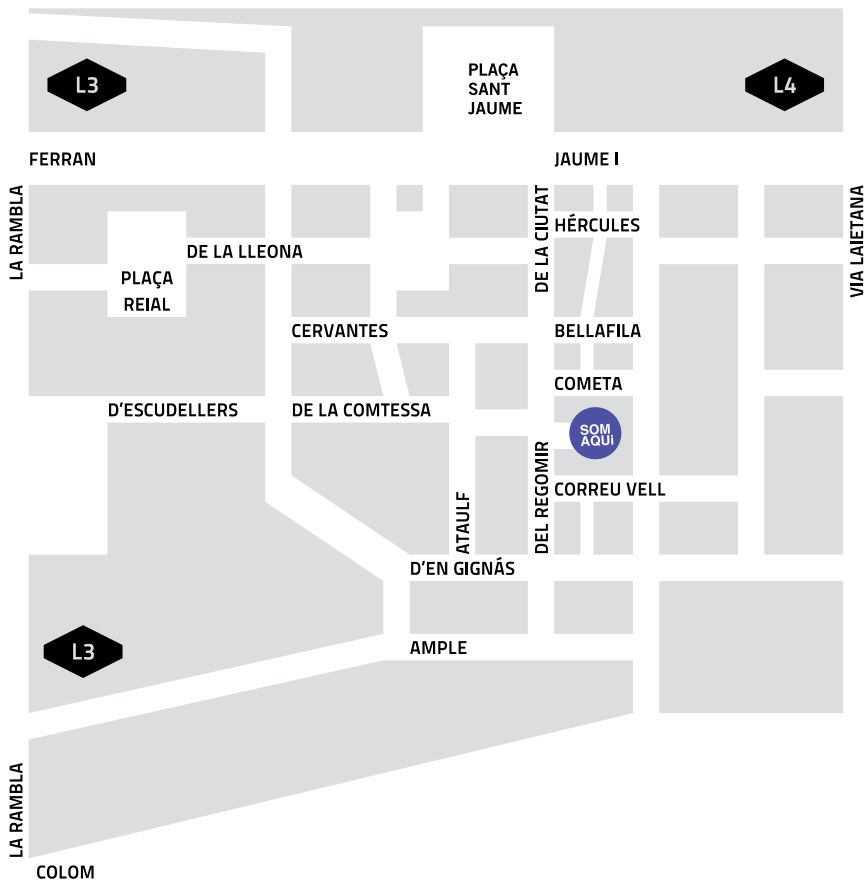 L3
L4
PLAÇA
SANT
JAUME
FERRAN
JAUME I
LA RAMBLA
DE LA CIUTAT
HÉRCULES
VIA LAIETANA
DE LA LLEONA
PLAÇA
REIAL
CERVANTES
BELLAFILA
COMETA
D'ESCUDELLERS
DE LA COMTESSA
SOM
AQUi
ATAULF
DEL REGOMIR
CORREU VELL
D'EN GIGNÁS
L3
AMPLE
LA RAMBLA
COLOM